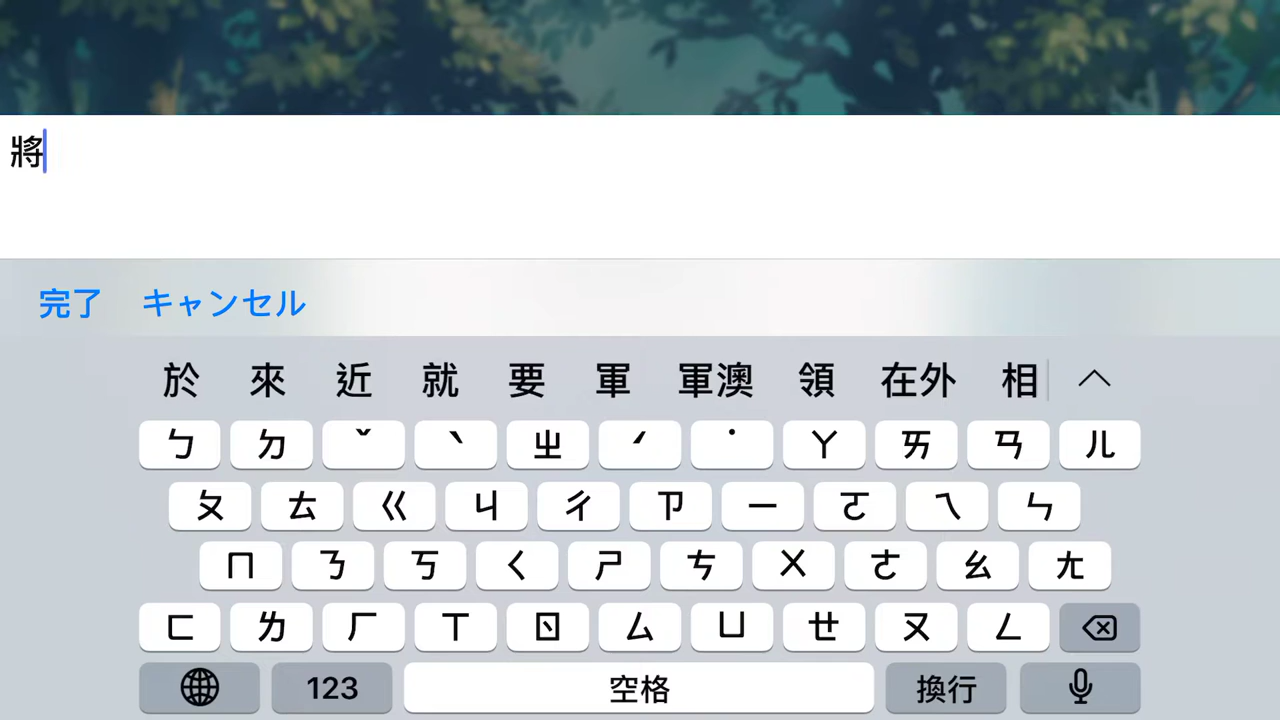 將
完了 キャンセル
於 來 近 就 要 軍 軍澳 領 在外 相
ㄅ ㄉ ˇ ˋ ㄓ ˊ ˙ ㄚ ㄞ ㄢ ㄦ
ㄆ ㄊ ㄍ ㄐ ㄔ ㄗ ㄧ ㄛ ㄟ ㄣ
ㄇ ㄋ ㄎ ㄑ ㄕ ㄘ ㄨ ㄜ ㄠ ㄤ
ㄈ ㄌ ㄏ ㄒ ㄖ ㄙ ㄩ ㄝ ㄡ ㄥ
123 空格 換行